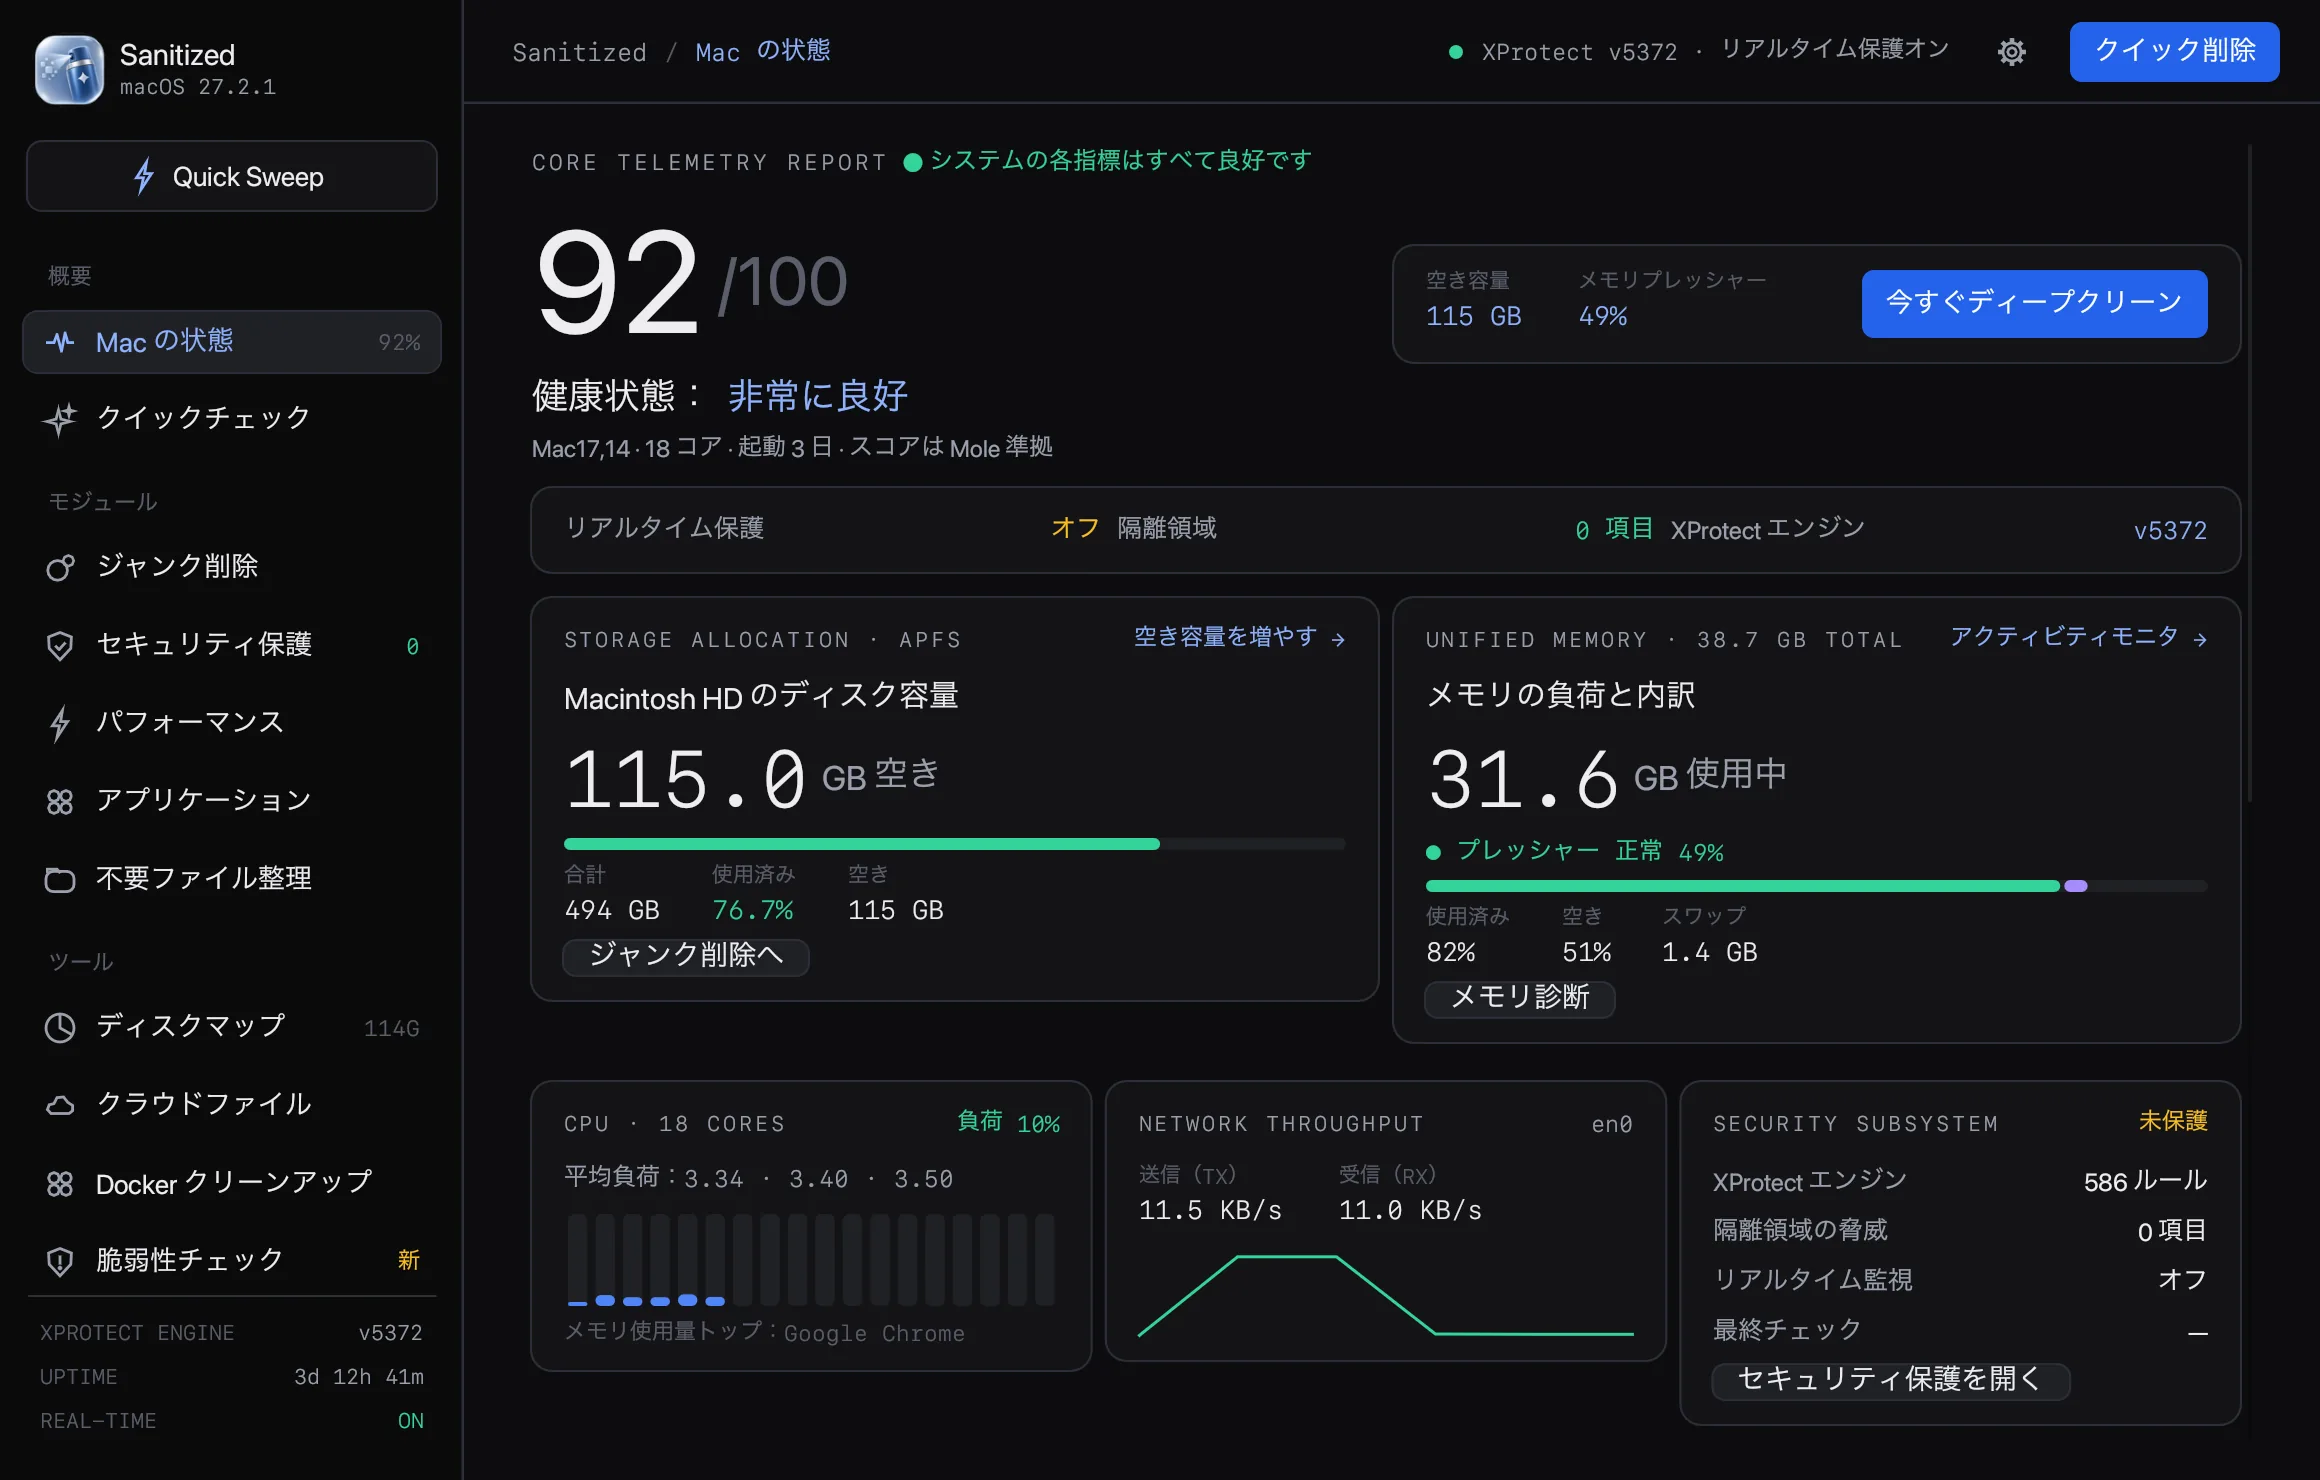 Sanitized
macOS 27.2.1
Quick Sweep
概要
Mac の状態 92%
クイックチェック
モジュール
ジャンク削除
セキュリティ保護 0
パフォーマンス
アプリケーション
不要ファイル整理
ツール
ディスクマップ 114G
クラウドファイル
Docker クリーンアップ
脆弱性チェック 新
XPROTECT ENGINE v5372
UPTIME 3d 12h 41m
REAL-TIME ON
Sanitized / Mac の状態
XProtect v5372 · リアルタイム保護オン
クイック削除
CORE TELEMETRY REPORT システムの各指標はすべて良好です
92 /100
健康状態： 非常に良好
Mac17,14 · 18 コア · 起動 3 日 · スコアは Mole 準拠
空き容量 メモリプレッシャー
115 GB 49%
今すぐディープクリーン
リアルタイム保護 オフ 隔離領域 0 項目 XProtect エンジン v5372
STORAGE ALLOCATION · APFS 空き容量を増やす →
Macintosh HD のディスク容量
115.0 GB 空き
合計 使用済み 空き
494 GB 76.7% 115 GB
ジャンク削除へ
UNIFIED MEMORY · 38.7 GB TOTAL アクティビティモニタ →
メモリの負荷と内訳
31.6 GB 使用中
プレッシャー 正常 49%
使用済み 空き スワップ
82% 51% 1.4 GB
メモリ診断
CPU · 18 CORES 負荷 10%
平均負荷：3.34 · 3.40 · 3.50
メモリ使用量トップ：Google Chrome
NETWORK THROUGHPUT en0
送信（TX） 受信（RX）
11.5 KB/s 11.0 KB/s
SECURITY SUBSYSTEM 未保護
XProtect エンジン 586 ルール
隔離領域の脅威 0 項目
リアルタイム監視 オフ
最終チェック —
セキュリティ保護を開く